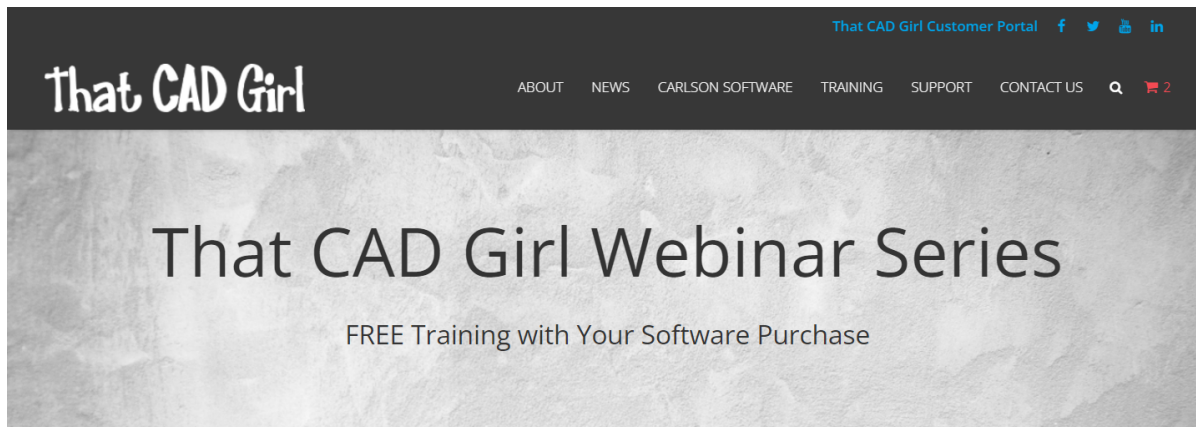 That CAD Girl Customer Portal
That CAD Girl
ABOUT NEWS CARLSON SOFTWARE TRAINING SUPPORT CONTACT US 2
That CAD Girl Webinar Series
FREE Training with Your Software Purchase